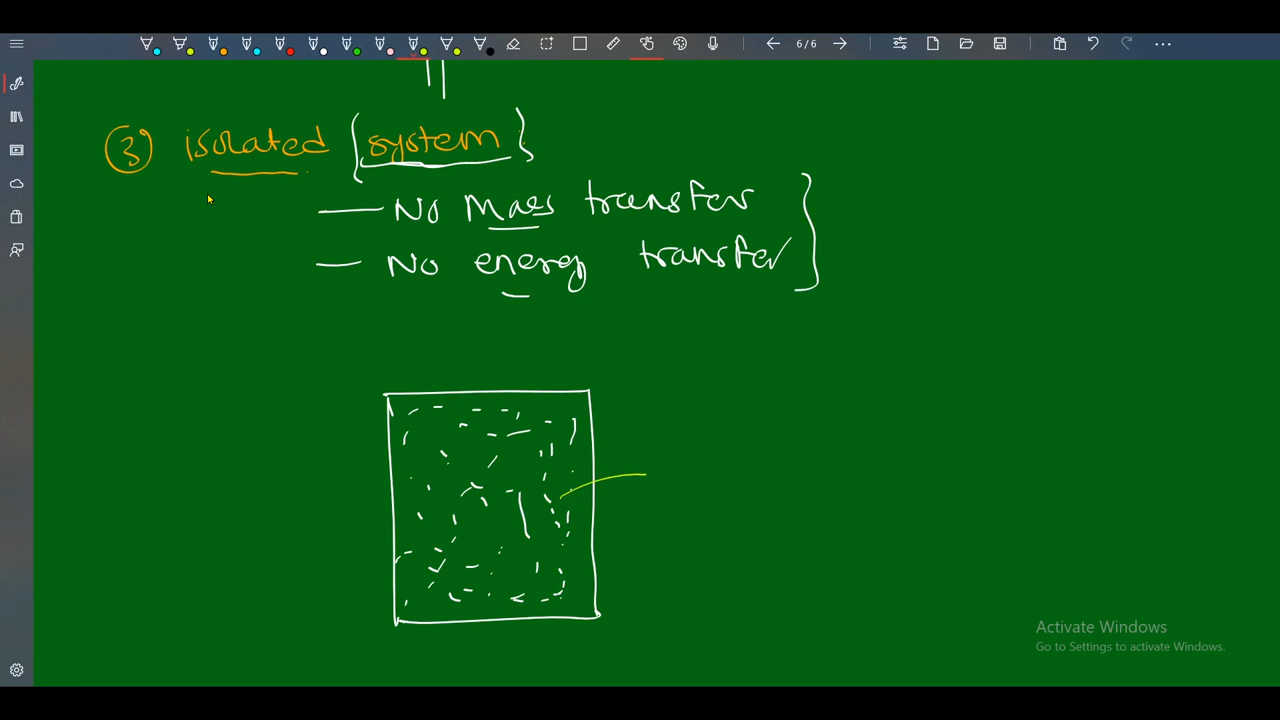 6/6
③ isolated {system}
— No Mass transfer
— No energy transfer
Activate Windows
Go to Settings to activate Windows.